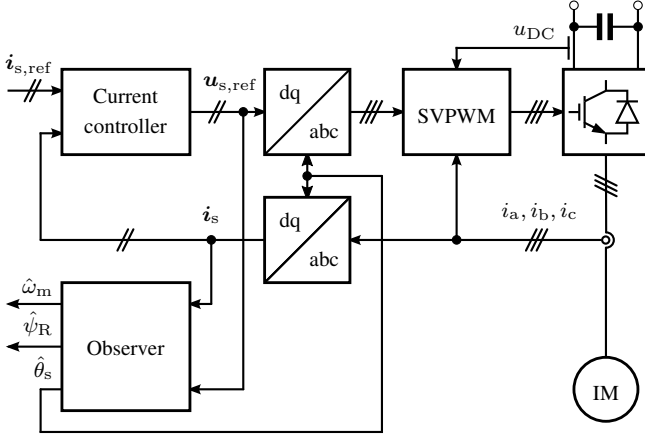 u_DC
i_s,ref
u_s,ref
Current
controller
dq
abc
SVPWM
i_s
dq
abc
i_a, i_b, i_c
ω̂_m
ψ̂_R
θ̂_s
Observer
IM